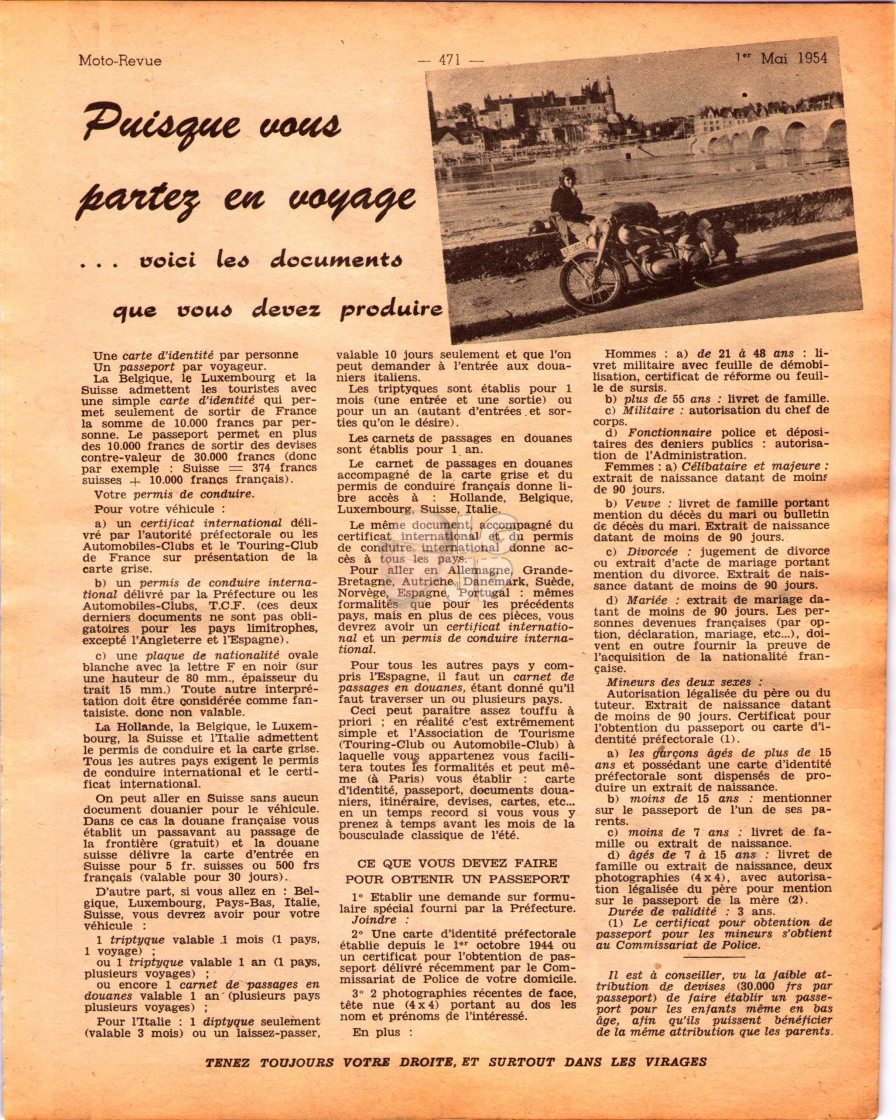 Moto-Revue
— 471 —
1er Mai 1954
Puisque vous
partez en voyage
... voici les documents
que vous devez produire
Une carte d'identité par personne
Un passeport par voyageur.
La Belgique, le Luxembourg et la
Suisse admettent les touristes avec
une simple carte d'identité qui per-
met seulement de sortir de France
la somme de 10.000 francs par per-
sonne. Le passeport permet en plus
des 10.000 francs de sortir des devises
contre-valeur de 30.000 francs (donc
par exemple : Suisse = 374 francs
suisses + 10.000 francs français).
Votre permis de conduire.
Pour votre véhicule :
a) un certificat international déli-
vré par l'autorité préfectorale ou les
Automobiles-Clubs et le Touring-Club
de France sur présentation de la
carte grise.
b) un permis de conduire interna-
tional délivré par la Préfecture ou les
Automobiles-Clubs, T.C.F. (ces deux
derniers documents ne sont pas obli-
gatoires pour les pays limitrophes,
excepté l'Angleterre et l'Espagne).
c) une plaque de nationalité ovale
blanche avec la lettre F en noir (sur
une hauteur de 80 mm., épaisseur du
trait 15 mm.) Toute autre interpré-
tation doit être considérée comme fan-
taisiste. donc non valable.
La Hollande, la Belgique, le Luxem-
bourg, la Suisse et l'Italie admettent
le permis de conduire et la carte grise.
Tous les autres pays exigent le permis
de conduire international et le certi-
ficat international.
On peut aller en Suisse sans aucun
document douanier pour le véhicule.
Dans ce cas la douane française vous
établit un passavant au passage de
la frontière (gratuit) et la douane
suisse délivre la carte d'entrée en
Suisse pour 5 fr. suisses ou 500 frs
français (valable pour 30 jours).
D'autre part, si vous allez en : Bel-
gique, Luxembourg, Pays-Bas, Italie,
Suisse, vous devrez avoir pour votre
véhicule :
1 triptyque valable 1 mois (1 pays,
1 voyage) ;
ou 1 triptyque valable 1 an (1 pays,
plusieurs voyages) ;
ou encore 1 carnet de passages en
douanes valable 1 an (plusieurs pays
plusieurs voyages) ;
Pour l'Italie : 1 diptyque seulement
(valable 3 mois) ou un laissez-passer,
valable 10 jours seulement et que l'on
peut demander à l'entrée aux doua-
niers italiens.
Les triptyques sont établis pour 1
mois (une entrée et une sortie) ou
pour un an (autant d'entrées et sor-
ties qu'on le désire).
Les carnets de passages en douanes
sont établis pour 1 an.
Le carnet de passages en douanes
accompagné de la carte grise et du
permis de conduire français donne li-
bre accès à : Hollande, Belgique,
Luxembourg, Suisse, Italie.
Le même document, accompagné du
certificat international et du permis
de conduire international donne ac-
cès à tous les pays.
Pour aller en Allemagne, Grande-
Bretagne, Autriche, Danemark, Suède,
Norvège, Espagne, Portugal : mêmes
formalités que pour les précédents
pays, mais en plus de ces pièces, vous
devrez avoir un certificat internatio-
nal et un permis de conduire interna-
tional.
Pour tous les autres pays y com-
pris l'Espagne, il faut un carnet de
passages en douanes, étant donné qu'il
faut traverser un ou plusieurs pays.
Ceci peut paraître assez touffu à
priori ; en réalité c'est extrêmement
simple et l'Association de Tourisme
(Touring-Club ou Automobile-Club) à
laquelle vous appartenez vous facili-
tera toutes les formalités et peut mê-
me (à Paris) vous établir : carte
d'identité, passeport, documents doua-
niers, itinéraire, devises, cartes, etc...
en un temps record si vous vous y
prenez à temps avant les mois de la
bousculade classique de l'été.
CE QUE VOUS DEVEZ FAIRE
POUR OBTENIR UN PASSEPORT
1° Etablir une demande sur formu-
laire spécial fourni par la Préfecture.
Joindre :
2° Une carte d'identité préfectorale
établie depuis le 1er octobre 1944 ou
un certificat pour l'obtention de pas-
seport délivré récemment par le Com-
missariat de Police de votre domicile.
3° 2 photographies récentes de face,
tête nue (4 x 4) portant au dos les
nom et prénoms de l'intéressé.
En plus :
Hommes : a) de 21 à 48 ans : li-
vret militaire avec feuille de démobi-
lisation, certificat de réforme ou feuil-
le de sursis.
b) plus de 55 ans : livret de famille.
c) Militaire : autorisation du chef de
corps.
d) Fonctionnaire police et déposi-
taires des deniers publics : autorisa-
tion de l'Administration.
Femmes : a) Célibataire et majeure :
extrait de naissance datant de moins
de 90 jours.
b) Veuve : livret de famille portant
mention du décès du mari ou bulletin
de décès du mari. Extrait de naissance
datant de moins de 90 jours.
c) Divorcée : jugement de divorce
ou extrait d'acte de mariage portant
mention du divorce. Extrait de nais-
sance datant de moins de 90 jours.
d) Mariée : extrait de mariage da-
tant de moins de 90 jours. Les per-
sonnes devenues françaises (par op-
tion, déclaration, mariage, etc...), doi-
vent en outre fournir la preuve de
l'acquisition de la nationalité fran-
çaise.
Mineurs des deux sexes :
Autorisation légalisée du père ou du
tuteur. Extrait de naissance datant
de moins de 90 jours. Certificat pour
l'obtention du passeport ou carte d'i-
dentité préfectorale (1).
a) les garçons âgés de plus de 15
ans et possédant une carte d'identité
préfectorale sont dispensés de pro-
duire un extrait de naissance.
b) moins de 15 ans : mentionner
sur le passeport de l'un de ses pa-
rents.
c) moins de 7 ans : livret de fa-
mille ou extrait de naissance.
d) âgés de 7 à 15 ans : livret de
famille ou extrait de naissance, deux
photographies (4 x 4), avec autorisa-
tion légalisée du père pour mention
sur le passeport de la mère (2).
Durée de validité : 3 ans.
(1) Le certificat pour obtention de
passeport pour les mineurs s'obtient
au Commissariat de Police.
Il est à conseiller, vu la faible at-
tribution de devises (30.000 frs par
passeport) de faire établir un passe-
port pour les enfants même en bas
âge, afin qu'ils puissent bénéficier
de la même attribution que les parents.
TENEZ TOUJOURS VOTRE DROITE, ET SURTOUT DANS LES VIRAGES